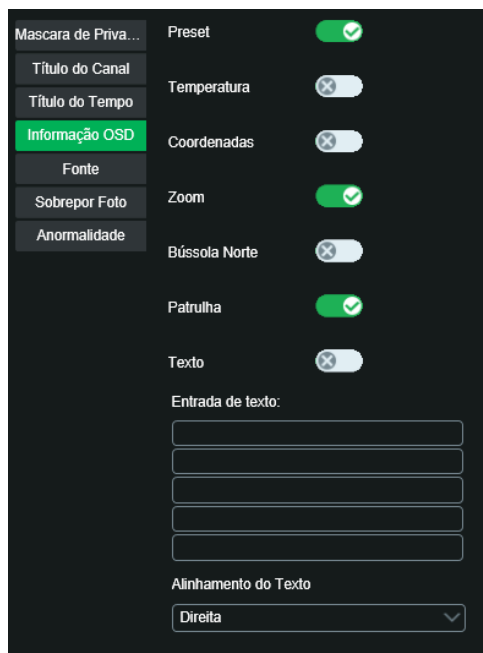 Mascara de Priva...
Título do Canal
Título do Tempo
Informação OSD
Fonte
Sobrepor Foto
Anormalidade
Preset
Temperatura
Coordenadas
Zoom
Bússola Norte
Patrulha
Texto
Entrada de texto:
Alinhamento do Texto
Direita